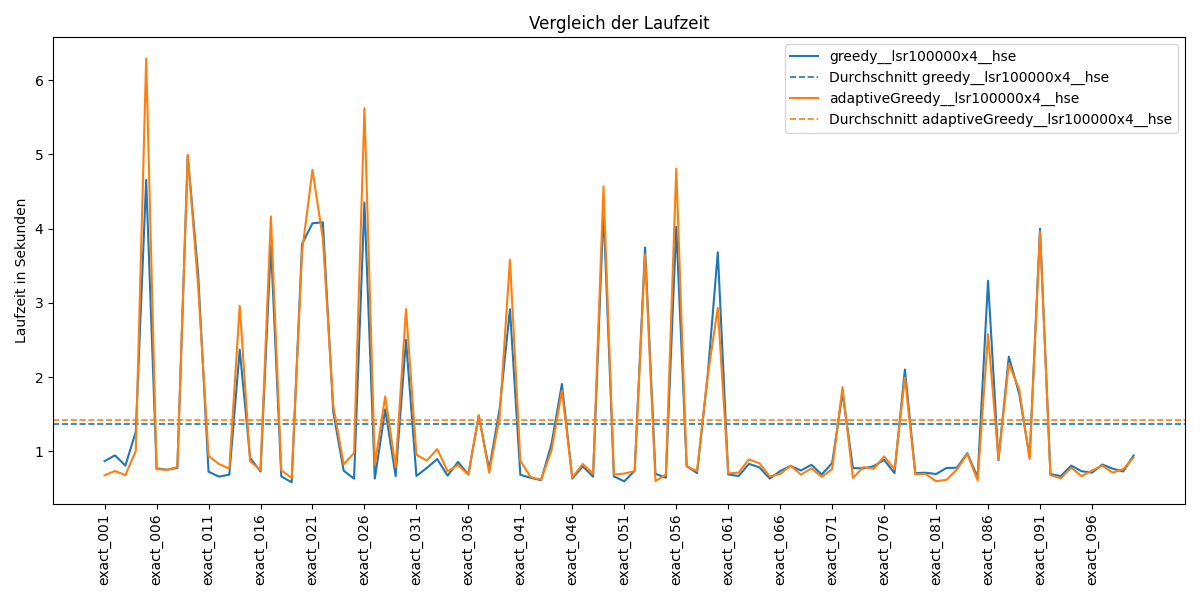 Vergleich der Laufzeit
Laufzeit in Sekunden
6
5
4
3
2
1
greedy__lsr100000x4__hse
Durchschnitt greedy__lsr100000x4__hse
adaptiveGreedy__lsr100000x4__hse
Durchschnitt adaptiveGreedy__lsr100000x4__hse
exact_001
exact_006
exact_011
exact_016
exact_021
exact_026
exact_031
exact_036
exact_041
exact_046
exact_051
exact_056
exact_061
exact_066
exact_071
exact_076
exact_081
exact_086
exact_091
exact_096